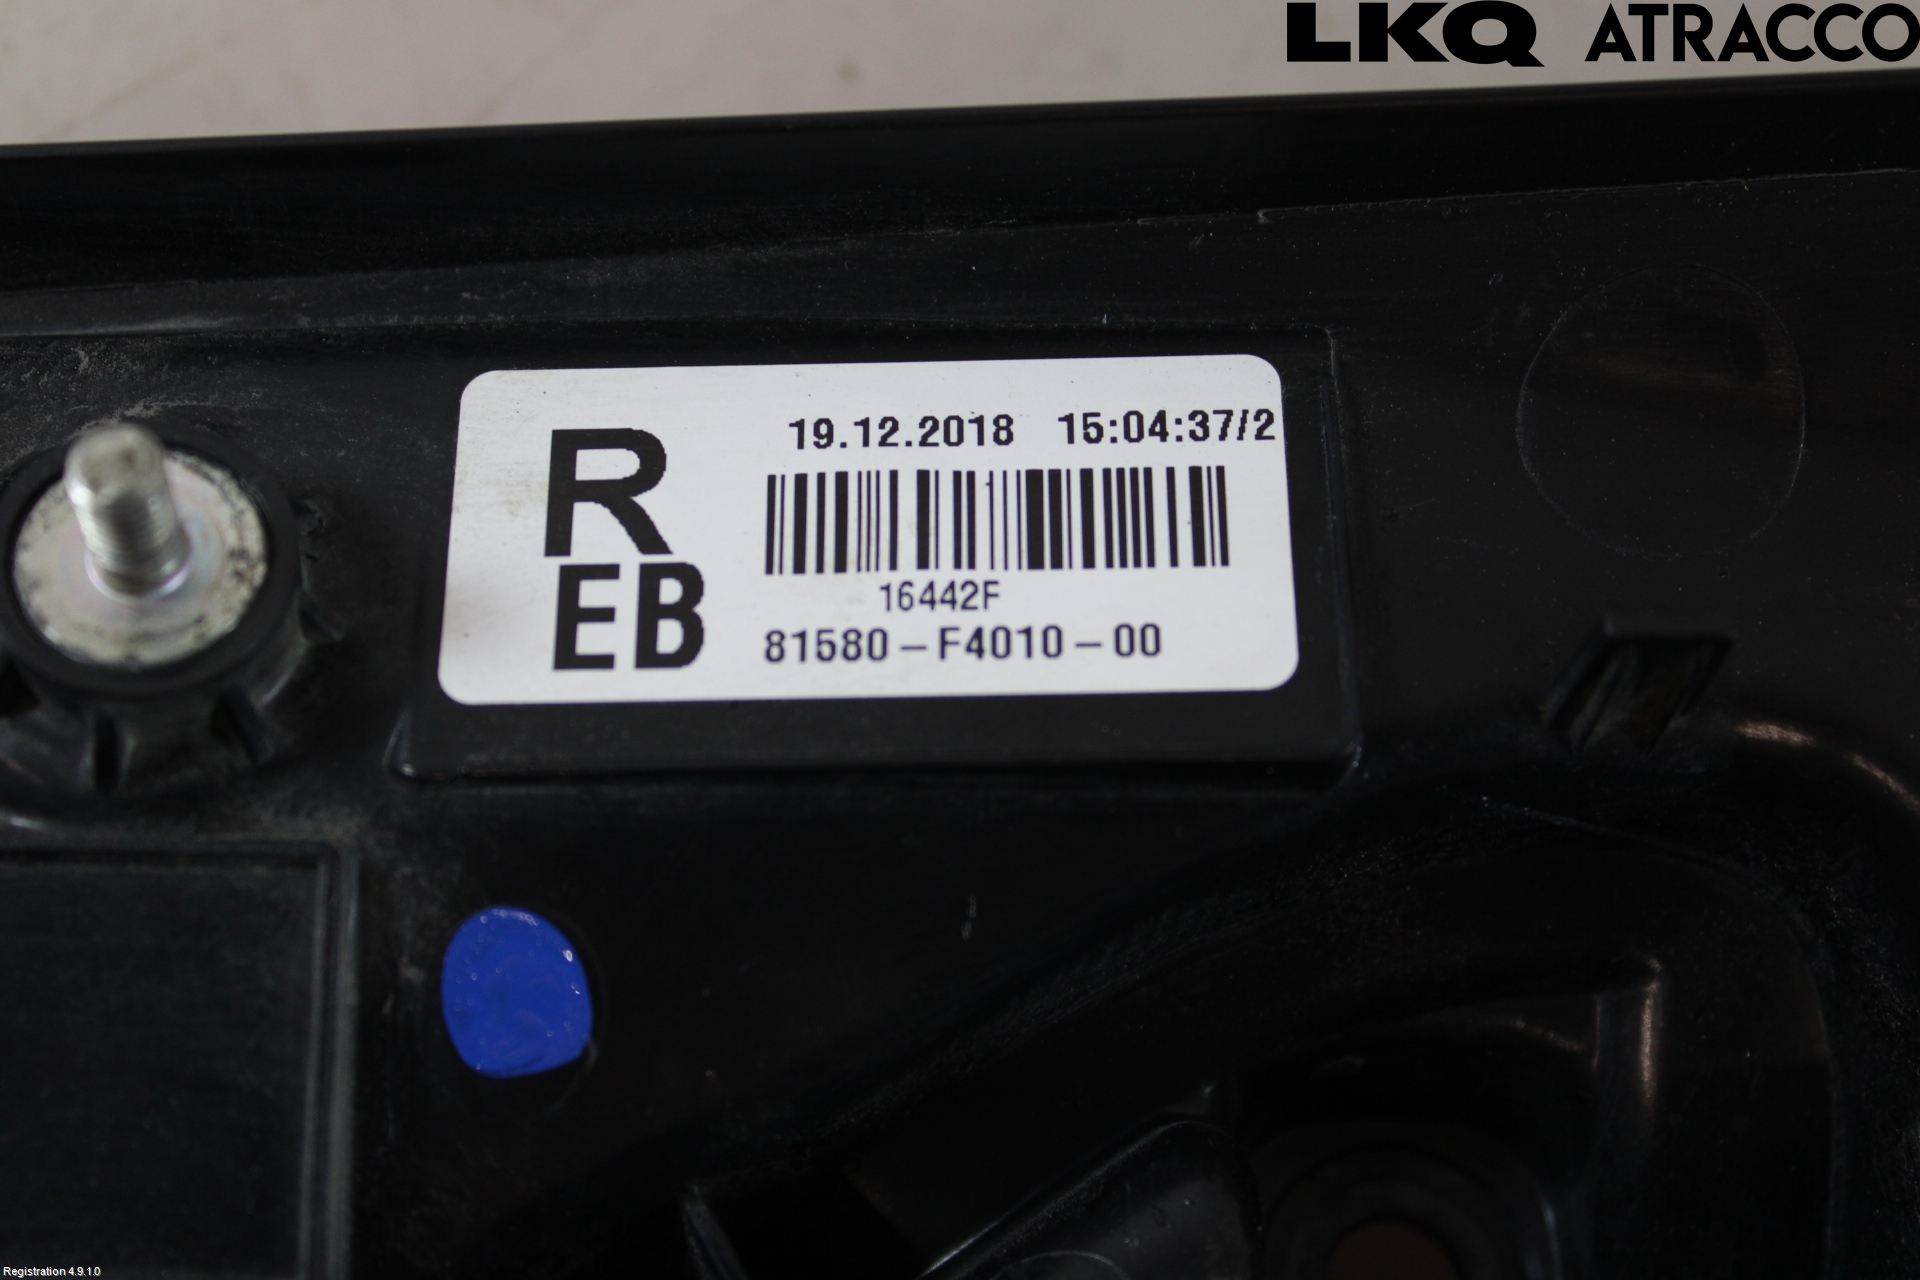 LKQ ATRACCO
R
EB
19.12.2018 15:04:37/2
16442F
81580-F4010-00
Registration 4.9.1.0